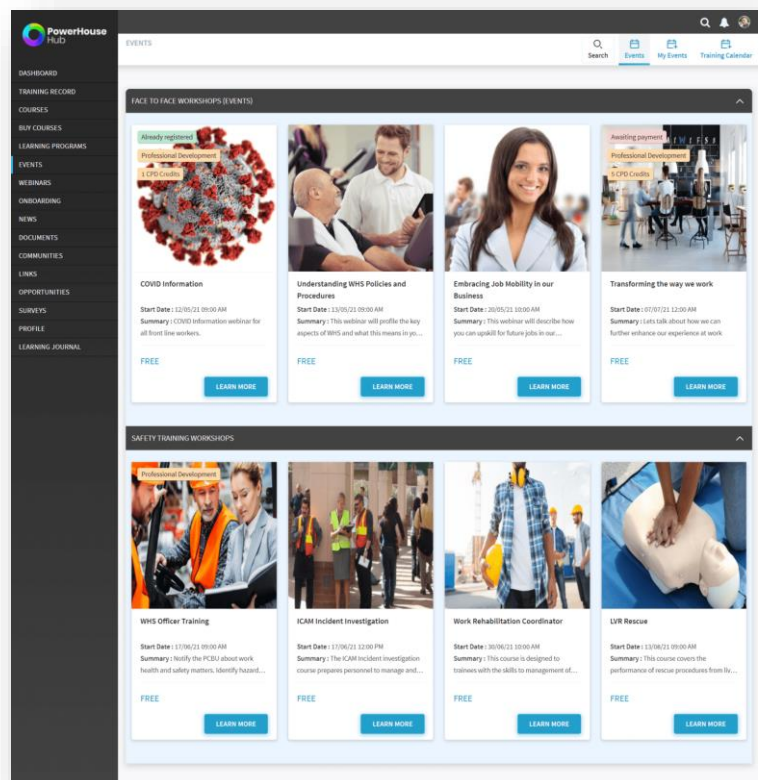 PowerHouse
Hub
EVENTS
Search
Events
My Events
Training Calendar
DASHBOARD
TRAINING RECORD
COURSES
BUY COURSES
LEARNING PROGRAMS
EVENTS
WEBINARS
ONBOARDING
NEWS
DOCUMENTS
COMMUNITIES
LINKS
OPPORTUNITIES
SURVEYS
PROFILE
LEARNING JOURNAL
FACE TO FACE WORKSHOPS (EVENTS)
Already registered
Professional Development
1 CPD Credits
COVID Information
Start Date : 12/05/21 09:00 AM
Summary : COVID Information webinar for
all front line workers.
FREE
LEARN MORE
Understanding WHS Policies and
Procedures
Start Date : 13/05/21 09:00 AM
Summary : This webinar will profile the key
aspects of WHS and what this means in yo...
FREE
LEARN MORE
Embracing Job Mobility in our
Business
Start Date : 20/05/21 10:00 AM
Summary : This webinar will describe how
you can upskill for future jobs in our...
FREE
LEARN MORE
Awaiting payment
Professional Development
5 CPD Credits
Transforming the way we work
Start Date : 07/07/21 12:00 AM
Summary : Lets talk about how we can
further enhance our experience at work
FREE
LEARN MORE
SAFETY TRAINING WORKSHOPS
Professional Development
WHS Officer Training
Start Date : 17/06/21 09:00 AM
Summary : Notify the PCBU about work
health and safety matters. Identify hazard...
FREE
LEARN MORE
ICAM Incident Investigation
Start Date : 17/06/21 12:00 PM
Summary : The ICAM Incident Investigation
course prepares personnel to manage and...
FREE
LEARN MORE
Work Rehabilitation Coordinator
Start Date : 30/06/21 10:00 AM
Summary : This course is designed to
trainees with the skills to management of...
FREE
LEARN MORE
LVR Rescue
Start Date : 13/06/21 09:00 AM
Summary : This course covers the
performance of rescue procedures from liv...
FREE
LEARN MORE